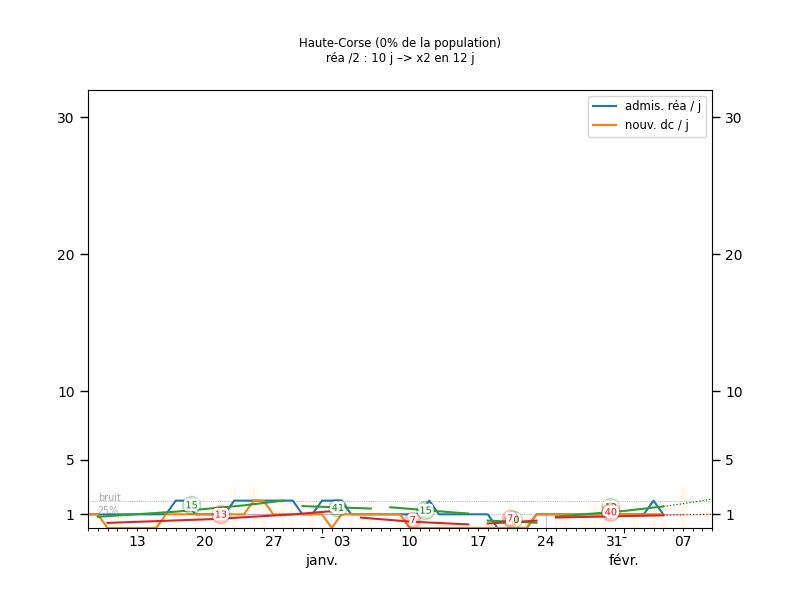 Haute-Corse (0% de la population)
réa /2 : 10 j –> x2 en 12 j
admis. réa / j
nouv. dc / j
30 30
20 20
10 10
5 5
1 1
bruit
25%
15 13 41 15 7 7 40
13 20 27 03 10 17 24 31 07
janv. févr.